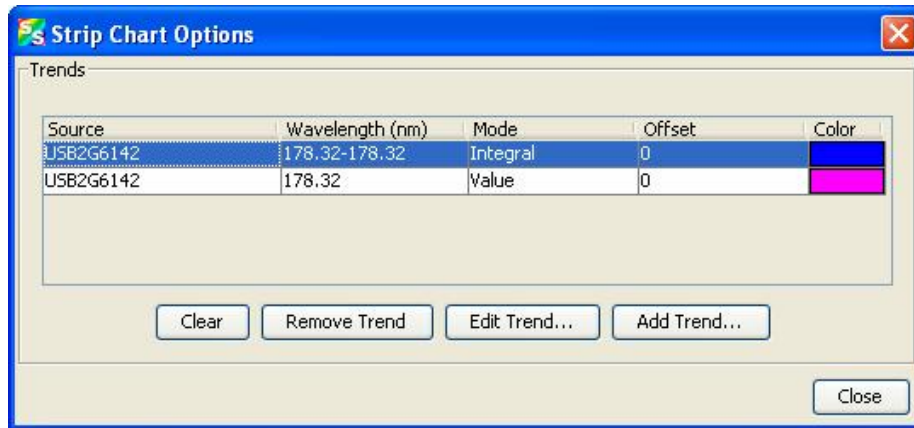 SS Strip Chart Options
Trends
Source Wavelength (nm) Mode Offset Color
USB2G6142 178.32-178.32 Integral 0
USB2G6142 178.32 Value 0
Clear Remove Trend Edit Trend... Add Trend...
Close